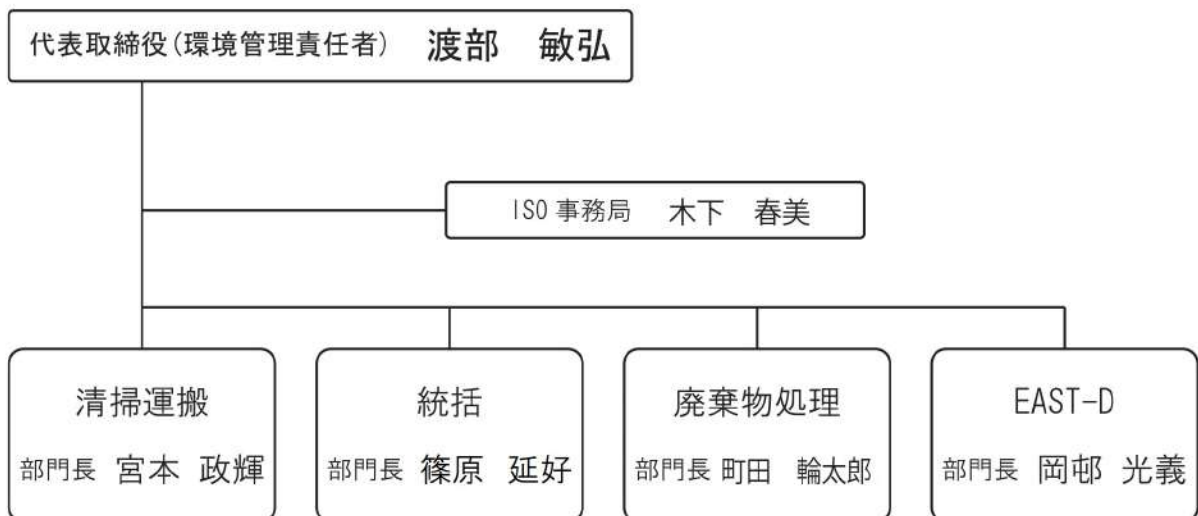 代表取締役(環境管理責任者) 渡部 敏弘
ISO 事務局 木下 春美
清掃運搬
部門長 宮本 政輝
統括
部門長 篠原 延好
廃棄物処理
部門長 町田 輪太郎
EAST-D
部門長 岡邨 光義